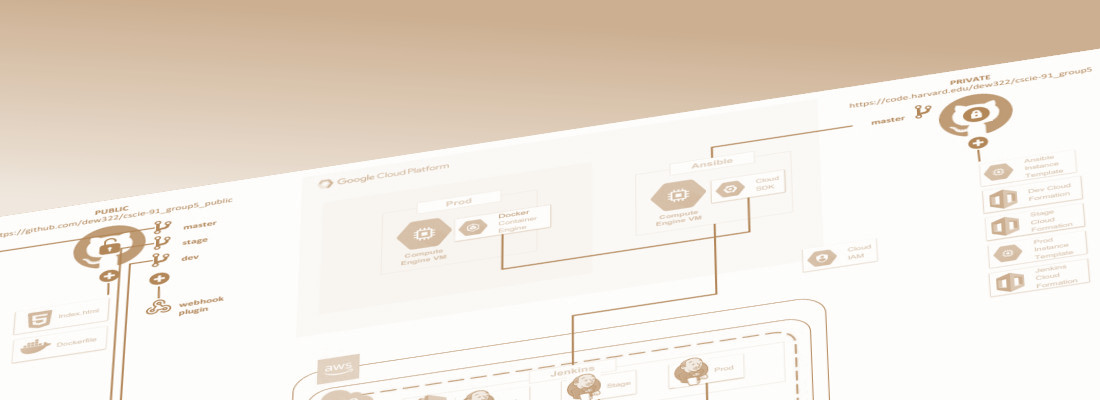 PRIVATE
https://code.harvard.edu/dew322/cscie-91_group5
master
Ansible
Instance
Template
Dev Cloud
Formation
Stage
Cloud
Formation
Prod
Instance
Template
Jenkins
Cloud
Formation
Google Cloud Platform
Ansible
Compute
Engine VM
Cloud
SDK
Prod
Compute
Engine VM
Docker
Container
Engine
Cloud
IAM
PUBLIC
ps://github.com/dew322/cscie-91_group5_public
master
stage
dev
webhook
plugin
Index.html
Dockerfile
aws
Jenkins
Stage
Prod